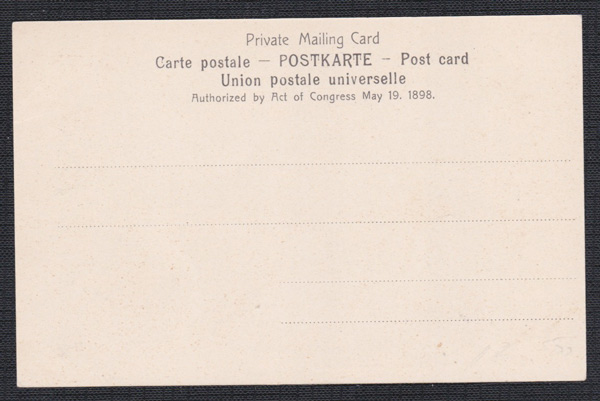 Private Mailing Card
Carte postale — POSTKARTE — Post card
Union postale universelle
Authorized by Act of Congress May 19. 1898.